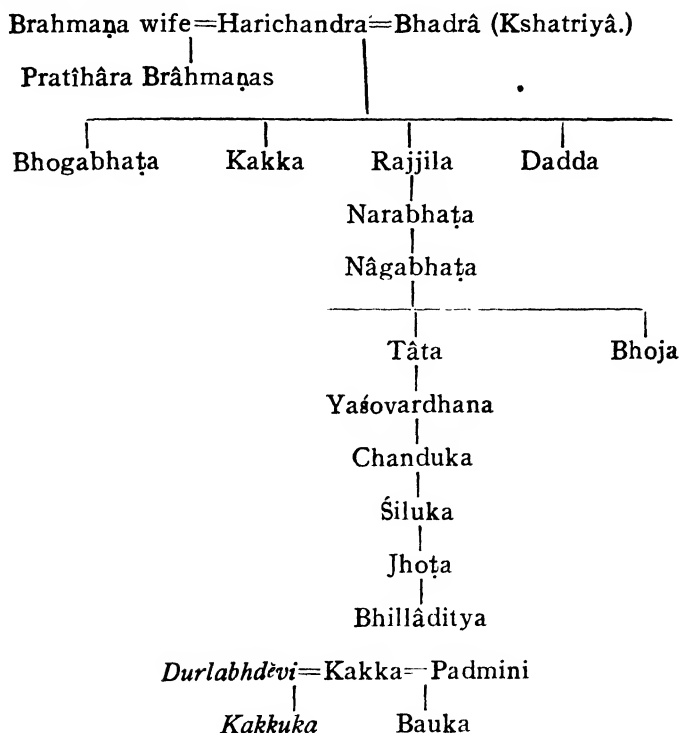 Brahmaṇa wife=Harichandra=Bhadrâ (Kshatriyâ.)
Pratîhâra Brâhmaṇas
Bhogabhaṭa Kakka Rajjila Dadda
Narabhaṭa
Nâgabhaṭa
Tâta Bhoja
Yaśovardhana
Chanduka
Śiluka
Jhoṭa
Bhillâditya
Durlabhdĕvi=Kakka=Padmini
Kakkuka Bauka